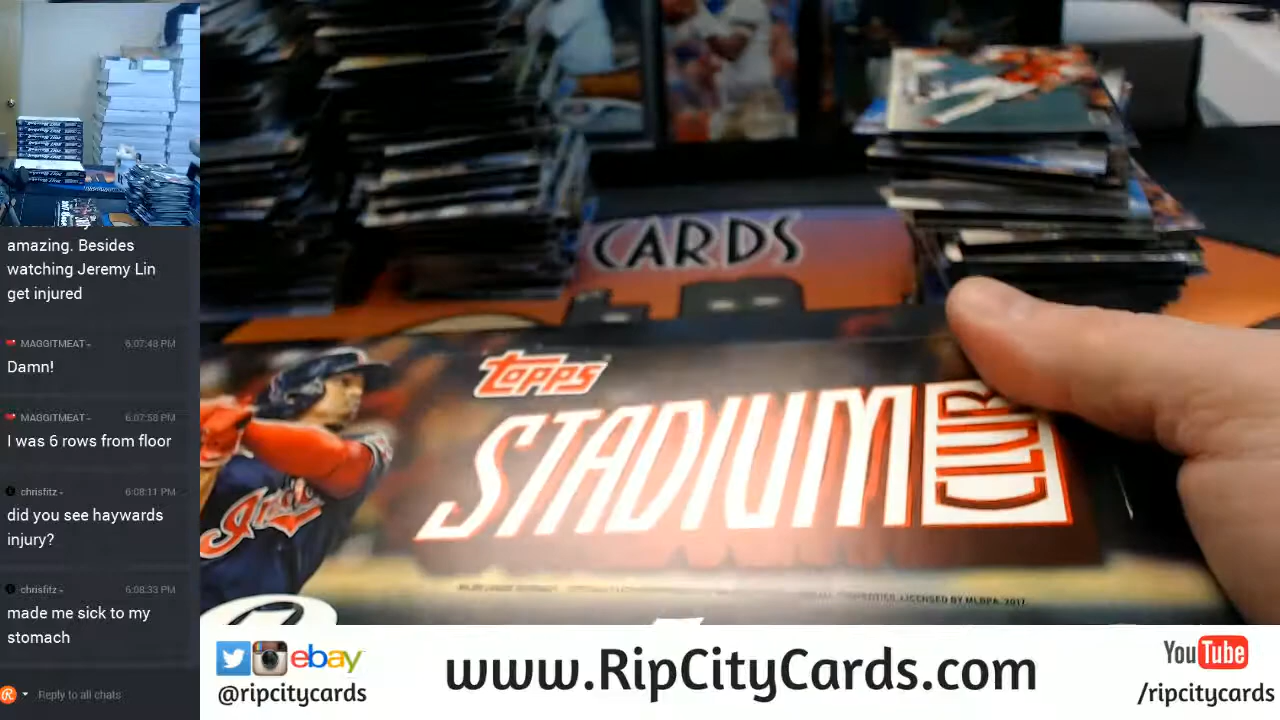 amazing. Besides
watching Jeremy Lin
get injured
MAGGITMEAT 6:07:43 PM
Damn!
MAGGITMEAT 6:07:58 PM
I was 6 rows from floor
chrisfitz 6:08:11 PM
did you see haywards
injury?
chrisfitz 6:08:33 PM
made me sick to my
stomach
Reply to all chats
CARDS
TOPPS
STADIUM
CLUB
Indi
LICENSED BY MLBPA, 2017
ebay
@ripcitycards
www.RipCityCards.com
YouTube
/ripcitycards